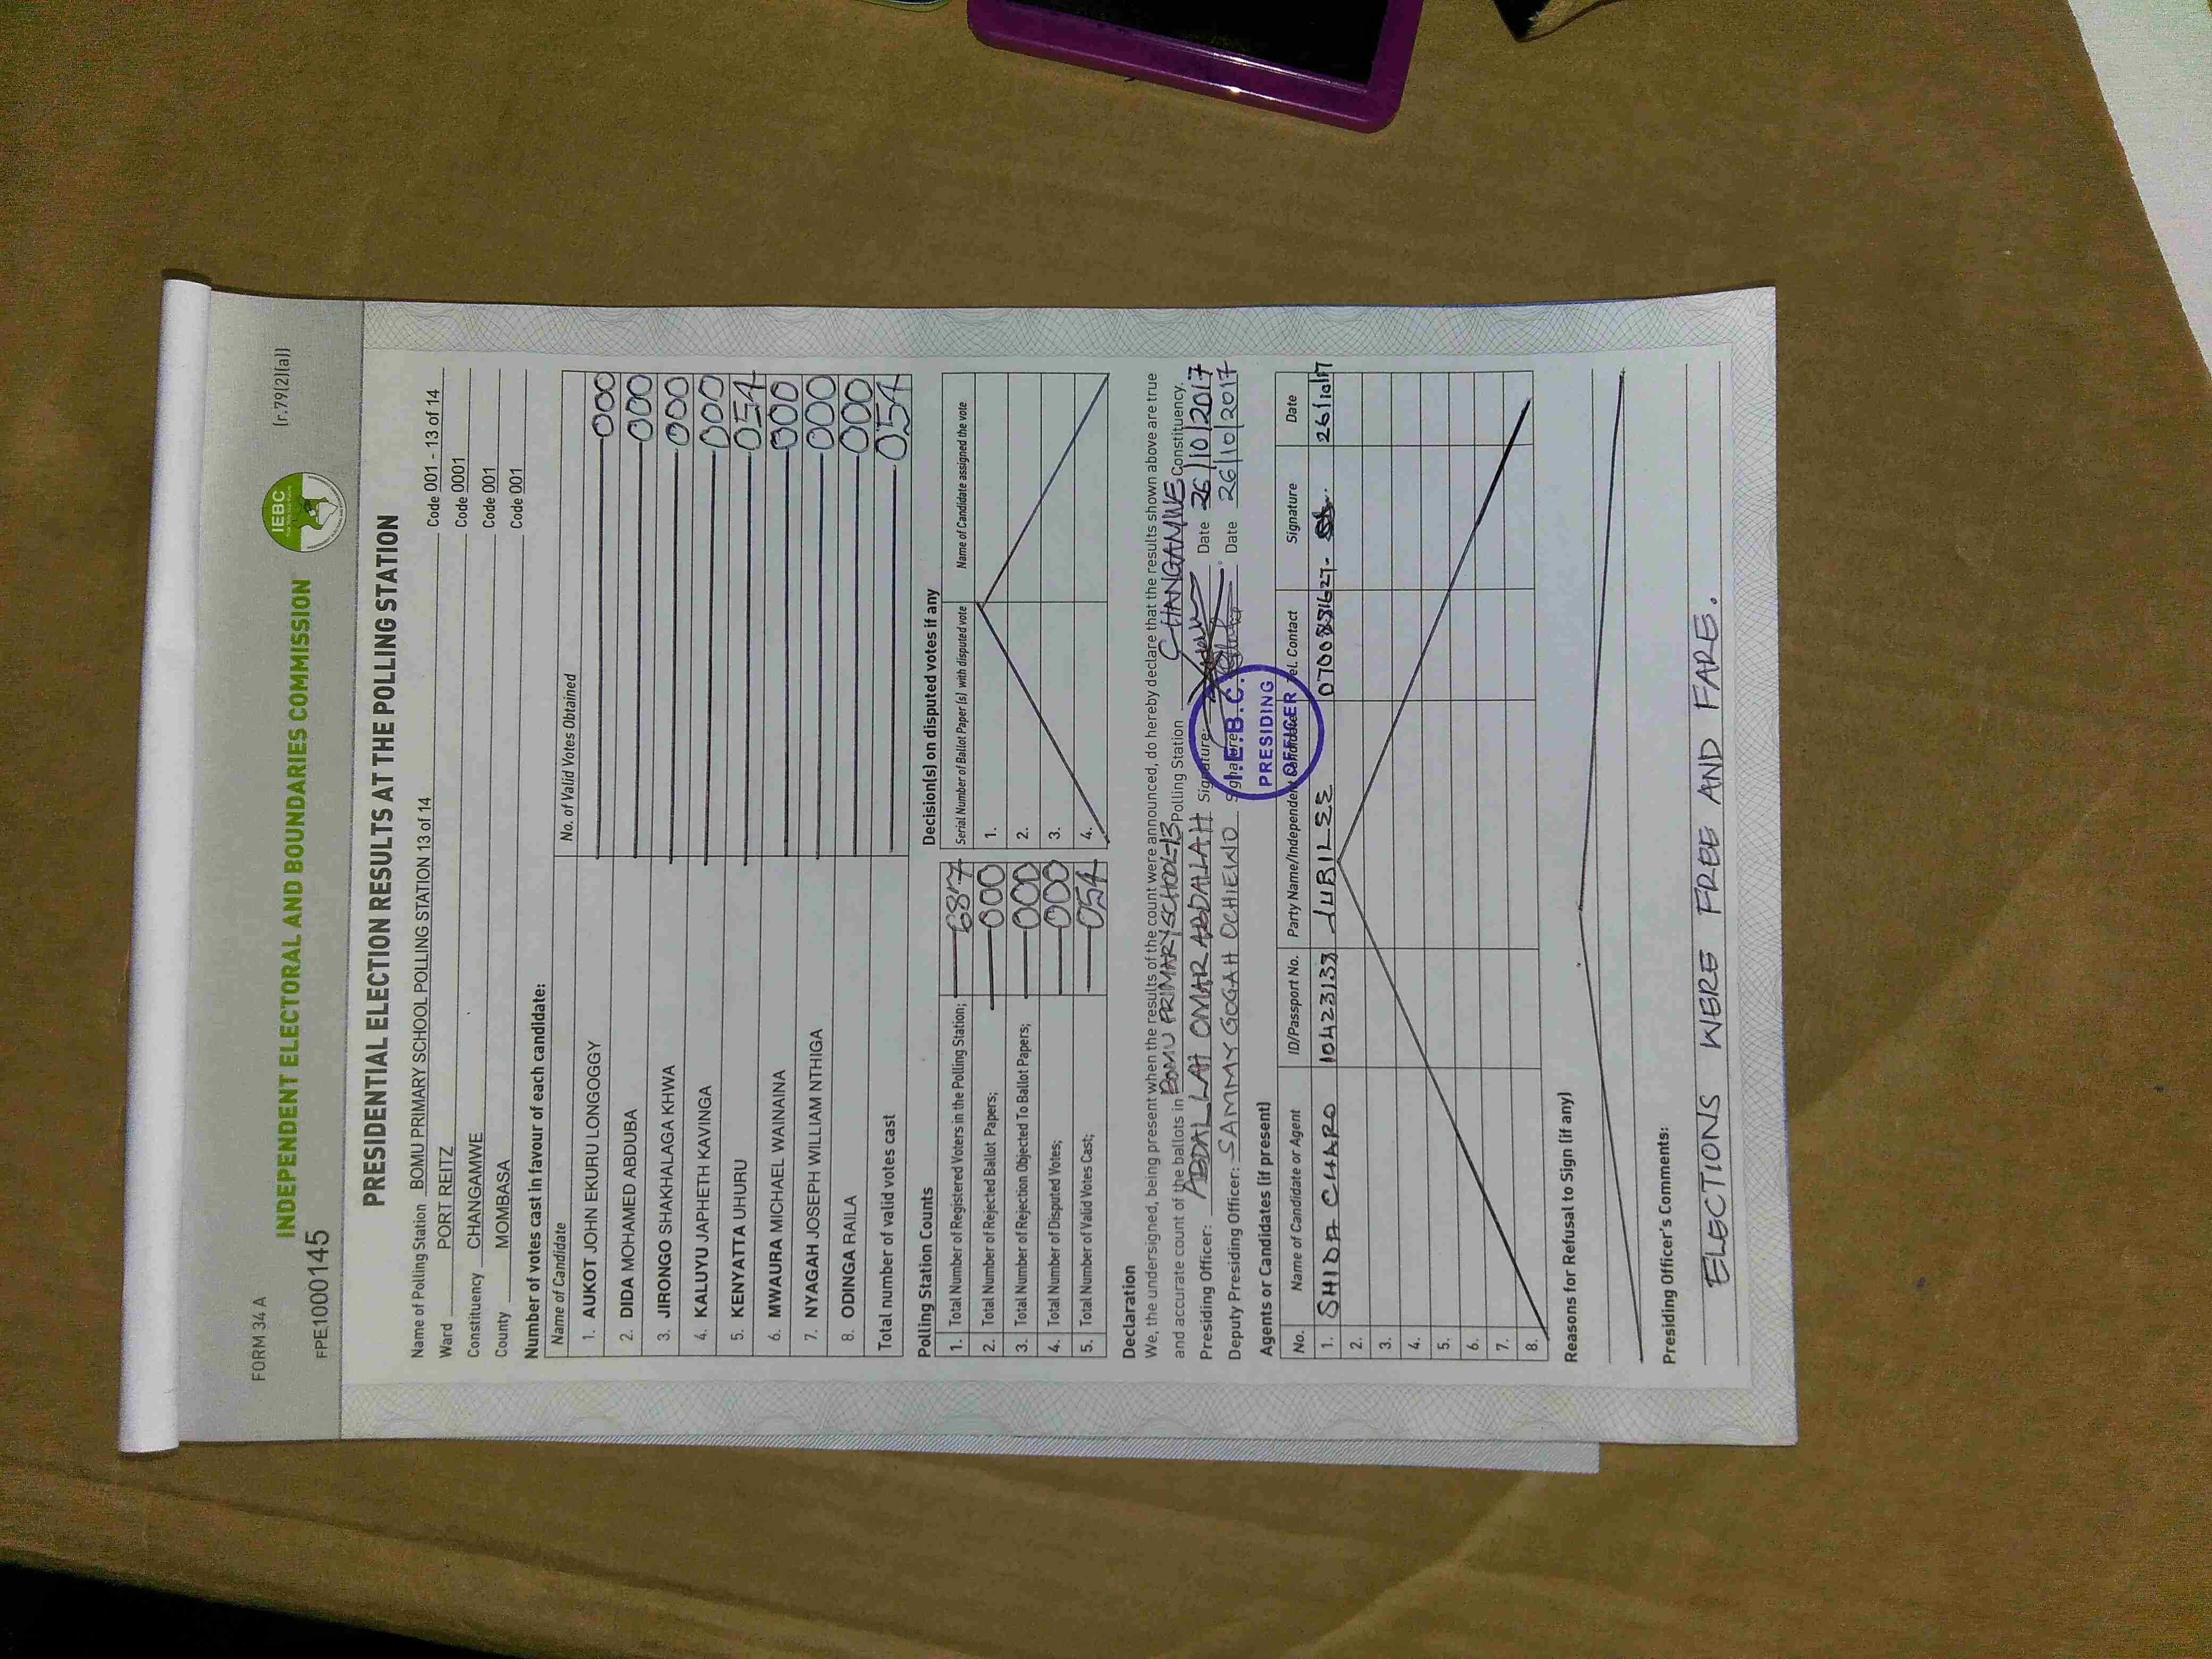 FORM 34 A
(r.79(2)(a))
IEBC
INDEPENDENT ELECTORAL AND BOUNDARIES COMMISSION
FPE1000145
PRESIDENTIAL ELECTION RESULTS AT THE POLLING STATION
Name of Polling Station BOMU PRIMARY SCHOOL POLLING STATION 13 of 14 Code 001 - 13 of 14
Ward PORT REITZ Code 0001
Constituency CHANGAMWE Code 001
County MOMBASA Code 001
Number of votes cast in favour of each candidate:
Name of Candidate No. of Valid Votes Obtained
1. AUKOT JOHN EKURU LONGOGGY 000
2. DIDA MOHAMED ABDUBA 000
3. JIRONGO SHAKHALAGA KHWA 000
4. KALUYU JAPHETH KAVINGA 000
5. KENYATTA UHURU 054
6. MWAURA MICHAEL WAINAINA 000
7. NYAGAH JOSEPH WILLIAM NTHIGA 000
8. ODINGA RAILA 000
Total number of valid votes cast 054
Polling Station Counts
1. Total Number of Registered Voters in the Polling Station; 687
2. Total Number of Rejected Ballot Papers; 000
3. Total Number of Rejection Objected To Ballot Papers; 000
4. Total Number of Disputed Votes; 000
5. Total Number of Valid Votes Cast; 054
Decision(s) on disputed votes if any
Serial Number of Ballot Paper(s) with disputed vote Name of Candidate assigned the vote
1.
2.
3.
4.
Declaration
We, the undersigned, being present when the results of the count were announced, do hereby declare that the results shown above are true
and accurate count of the ballots in BOMU PRIMARY SCHOOL-13 Polling Station CHANGAMWE Constituency.
Presiding Officer: ABDALLAH OMAR ABDALLAH Signature: Date 26/10/2017
Deputy Presiding Officer: SAMMY GOGAH OCHIENO Signature Date 26/10/2017
I.E.B.C.
PRESIDING
OFFICER
Agents or Candidates (if present)
No. Name of Candidate or Agent ID/Passport No. Party Name/Independent Candidate Tel. Contact Signature Date
1. SHIDA CHARO 10423138 JUBILEE 26/10/17
2.
3.
4.
5.
6.
7.
8.
Reasons for Refusal to Sign (if any)
Presiding Officer's Comments:
ELECTIONS WERE FREE AND FARE.